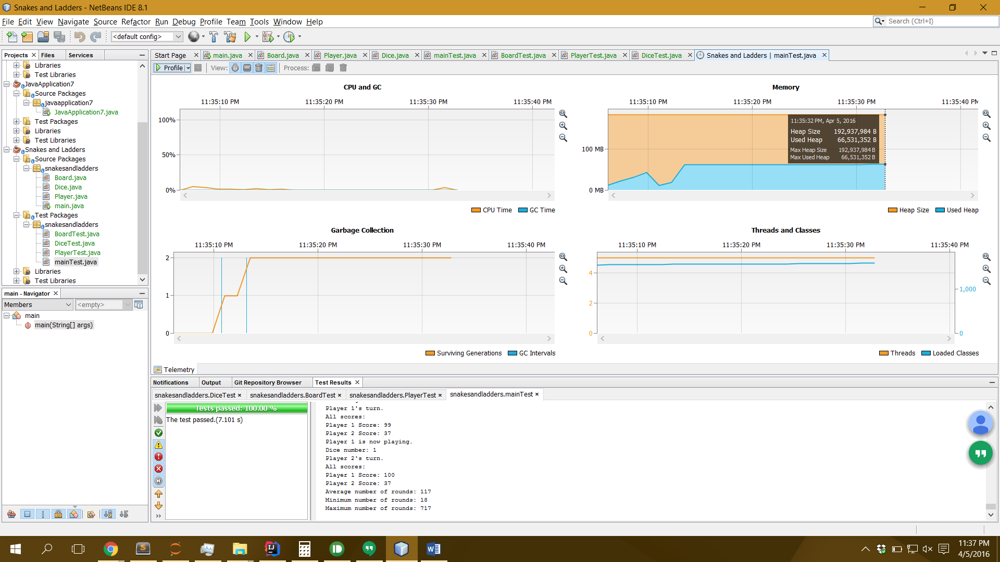 Snakes and Ladders - NetBeans IDE 8.1
File Edit View Navigate Source Refactor Run Debug Profile Team Tools Window Help
Search (Ctrl+I)
<default config>
Projects Files Services
Libraries
Test Libraries
JavaApplication7
Source Packages
javaapplication7
JavaApplication7.java
Test Packages
Libraries
Test Libraries
Snakes and Ladders
Source Packages
snakesandladders
Board.java
Dice.java
Player.java
main.java
Test Packages
snakesandladders
BoardTest.java
DiceTest.java
PlayerTest.java
mainTest.java
Libraries
Test Libraries
main - Navigator
Members <empty>
main
main(String[] args)
Start Page main.java Board.java Player.java Dice.java mainTest.java BoardTest.java PlayerTest.java DiceTest.java Snakes and Ladders | mainTest.java
Profile View: Process:
CPU and GC
11:35:10 PM 11:35:20 PM 11:35:30 PM 11:35:40 PM
100%
50%
0%
CPU Time GC Time
Memory
11:35:10 PM 11:35:20 PM 11:35:30 PM 11:35:40 PM
100 MB
0 MB
11:35:32 PM, Apr 5, 2016
Heap Size 192,937,984 B
Used Heap 66,531,352 B
Max Heap Size 192,937,984 B
Max Used Heap 66,531,352 B
Heap Size Used Heap
Garbage Collection
11:35:10 PM 11:35:20 PM 11:35:30 PM 11:35:40 PM
2
1
0
Surviving Generations GC Intervals
Threads and Classes
11:35:10 PM 11:35:20 PM 11:35:30 PM 11:35:40 PM
4
2
0
1,000
0
Threads Loaded Classes
Telemetry
Notifications Output Git Repository Browser Test Results
snakesandladders.DiceTest snakesandladders.BoardTest snakesandladders.PlayerTest snakesandladders.mainTest
Tests passed: 100.00 %
The test passed.(7.101 s)
Player 1's turn.
All scores:
Player 1 Score: 99
Player 2 Score: 37
Player 1 is now playing.
Dice number: 1
Player 2's turn.
All scores:
Player 1 Score: 100
Player 2 Score: 37
Average number of rounds: 117
Minimum number of rounds: 18
Maximum number of rounds: 717
11:37 PM
4/5/2016